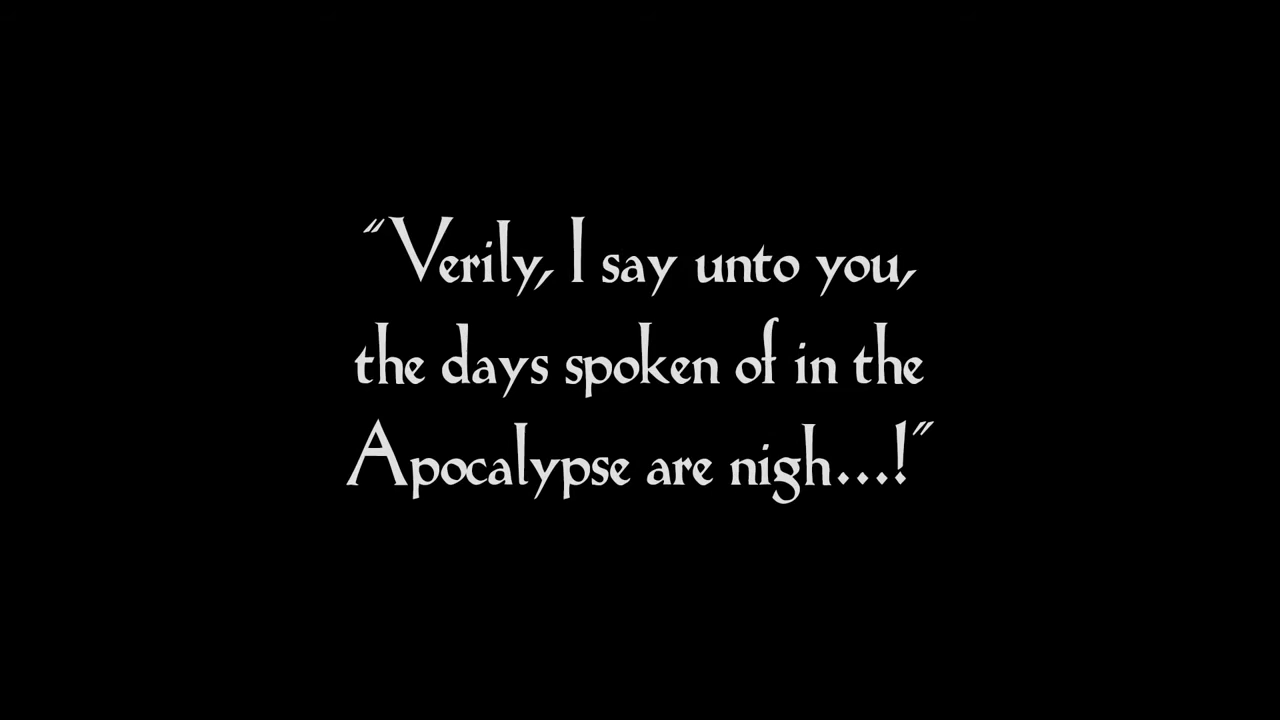 “Verily, I say unto you,
the days spoken of in the
Apocalypse are nigh...!”